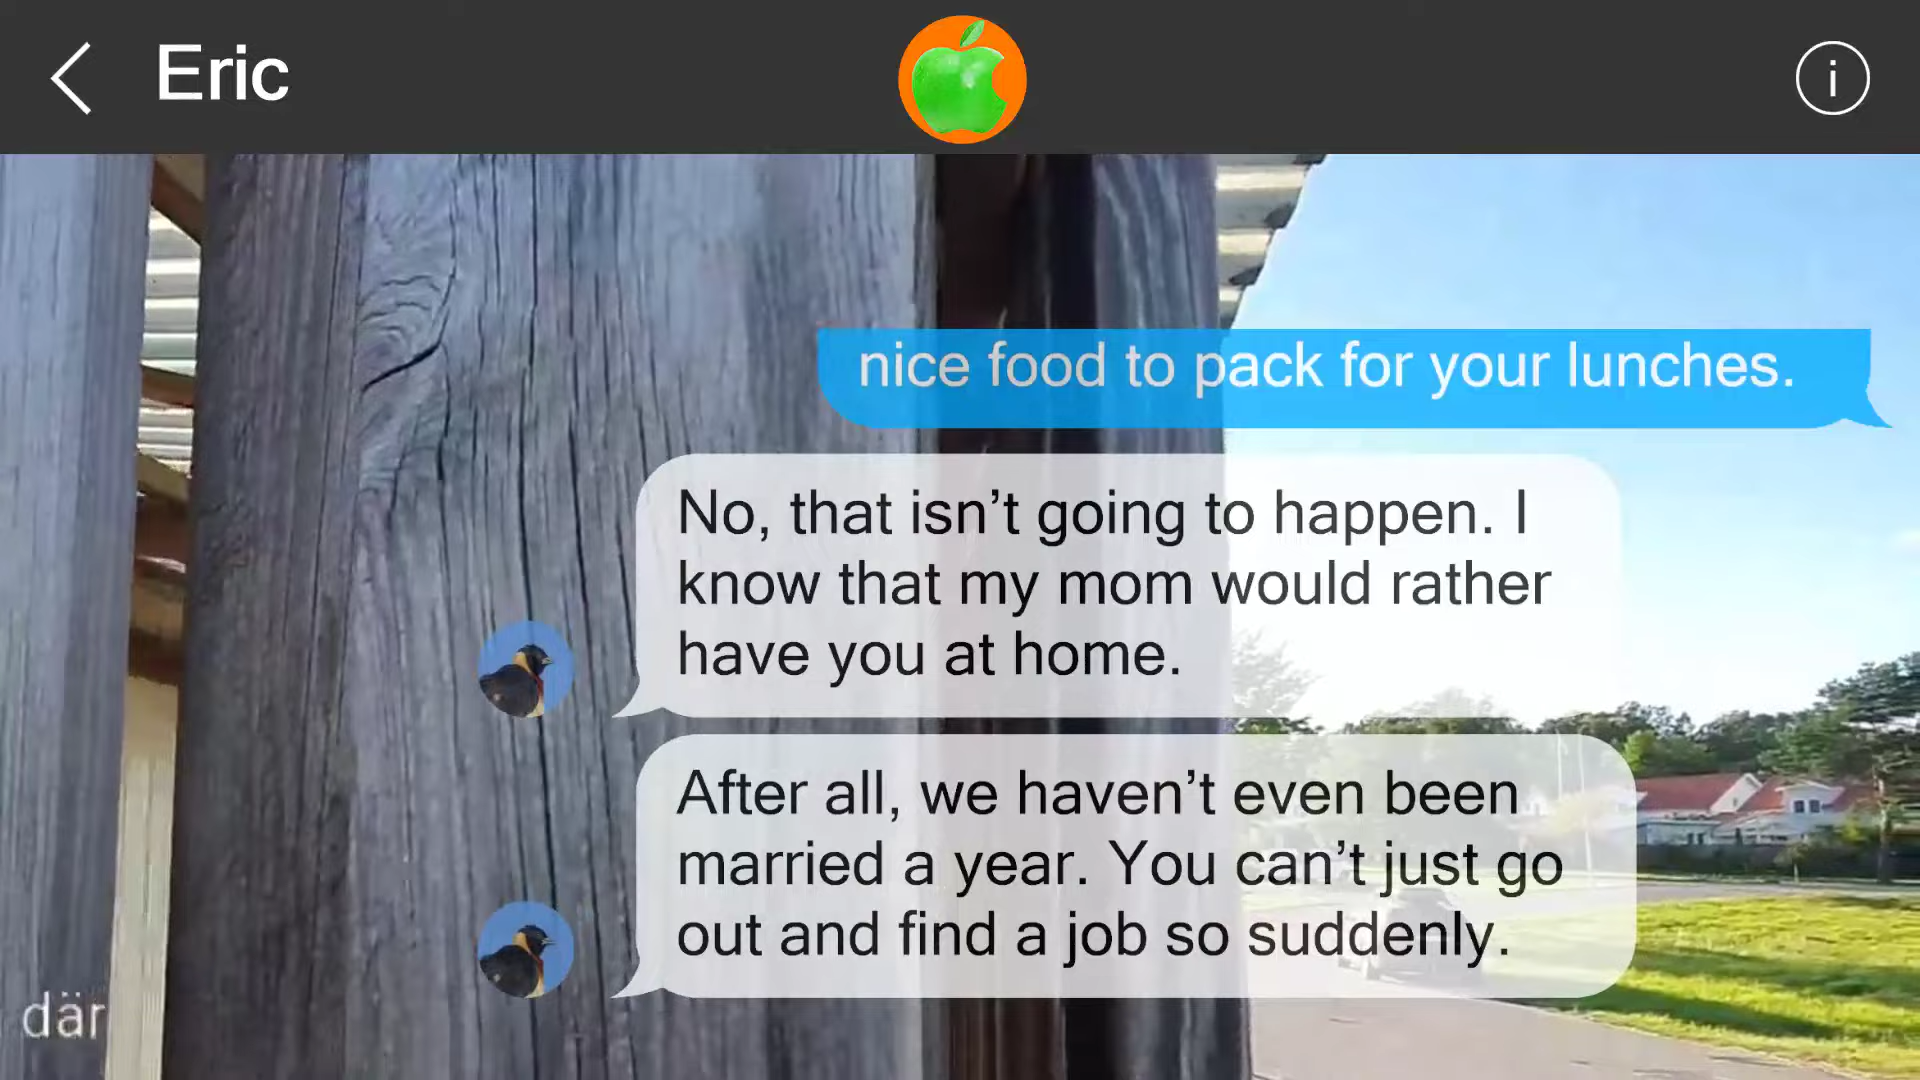 Eric
i
nice food to pack for your lunches.
No, that isn’t going to happen. I
know that my mom would rather
have you at home.
After all, we haven’t even been
married a year. You can’t just go
out and find a job so suddenly.
där